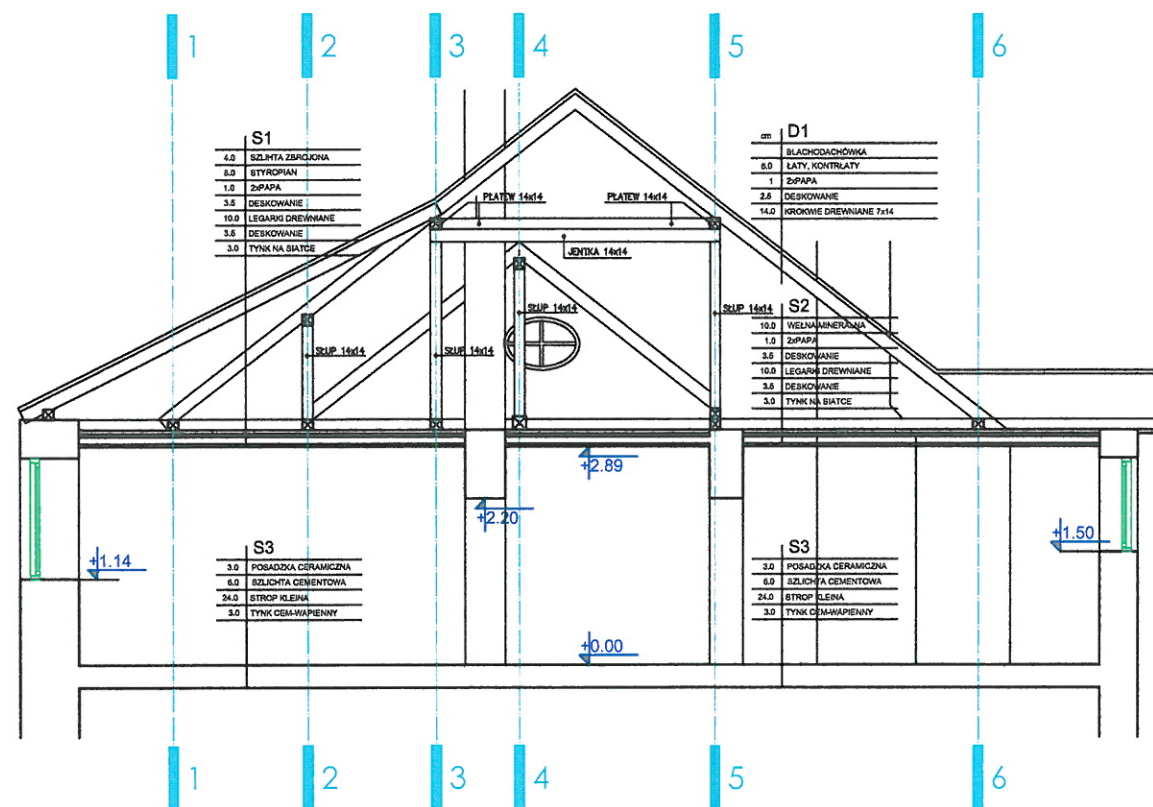 1 2 3 4 5 6
S1
4.0 SZLIHTA ZBROJONA
8.0 STYROPIAN
1.0 2xPAPA
3.5 DESKOWANIE
10.0 LEGARKI DREWNIANE
3.5 DESKOWANIE
3.0 TYNK NA SIATCE
cm D1
BLACHODACHÓWKA
6.0 ŁATY, KONTRŁATY
1 2xPAPA
2.5 DESKOWANIE
14.0 KROKWIE DREWNIANE 7x14
PŁATEW 14x14
PŁATEW 14x14
JENTKA 14x14
SŁUP 14x14
SŁUP 14x14
SŁUP 14x14
SŁUP 14x14
S2
10.0 WEŁNA MINERALNA
1.0 2xPAPA
3.5 DESKOWANIE
10.0 LEGARKI DREWNIANE
3.5 DESKOWANIE
3.0 TYNK NA SIATCE
+2.89
+2.20
+1.14
+1.50
S3
3.0 POSADZKA CERAMICZNA
6.0 SZLICHTA CEMENTOWA
24.0 STROP KLEINA
3.0 TYNK CEM-WAPIENNY
S3
3.0 POSADZKA CERAMICZNA
6.0 SZLICHTA CEMENTOWA
24.0 STROP KLEINA
3.0 TYNK CEM-WAPIENNY
+0.00
1 2 3 4 5 6